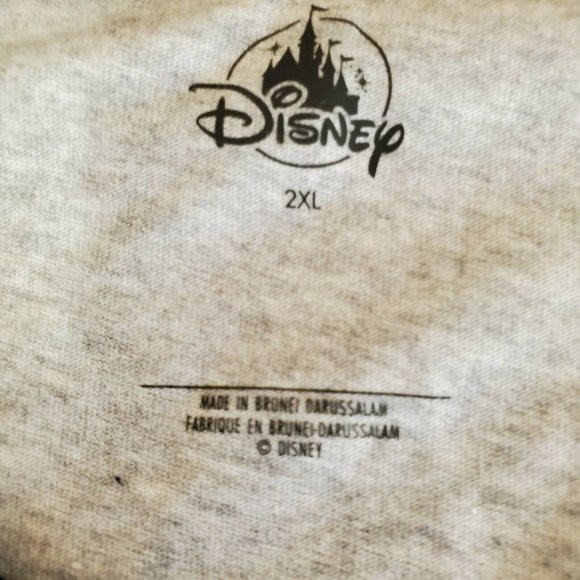 Disney
2XL
MADE IN BRUNEI DARUSSALAM
FABRIQUE EN BRUNEI-DARUSSALAM
© DISNEY